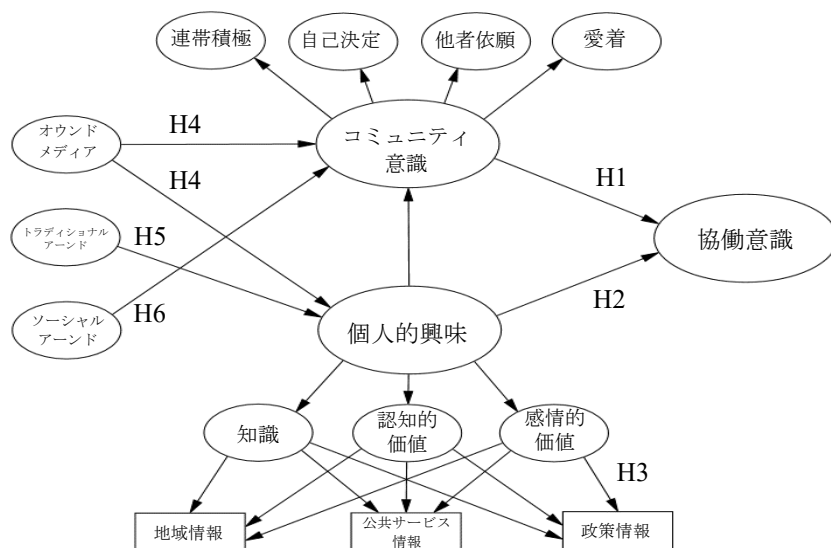 連帯積極
自己決定
他者依願
愛着
オウンド
メディア
H4
コミュニティ
意識
H4
H1
トラディショナル
アーンド
H5
協働意識
H2
ソーシャル
アーンド
H6
個人的興味
知識
認知的
価値
感情的
価値
H3
地域情報
公共サービス
情報
政策情報